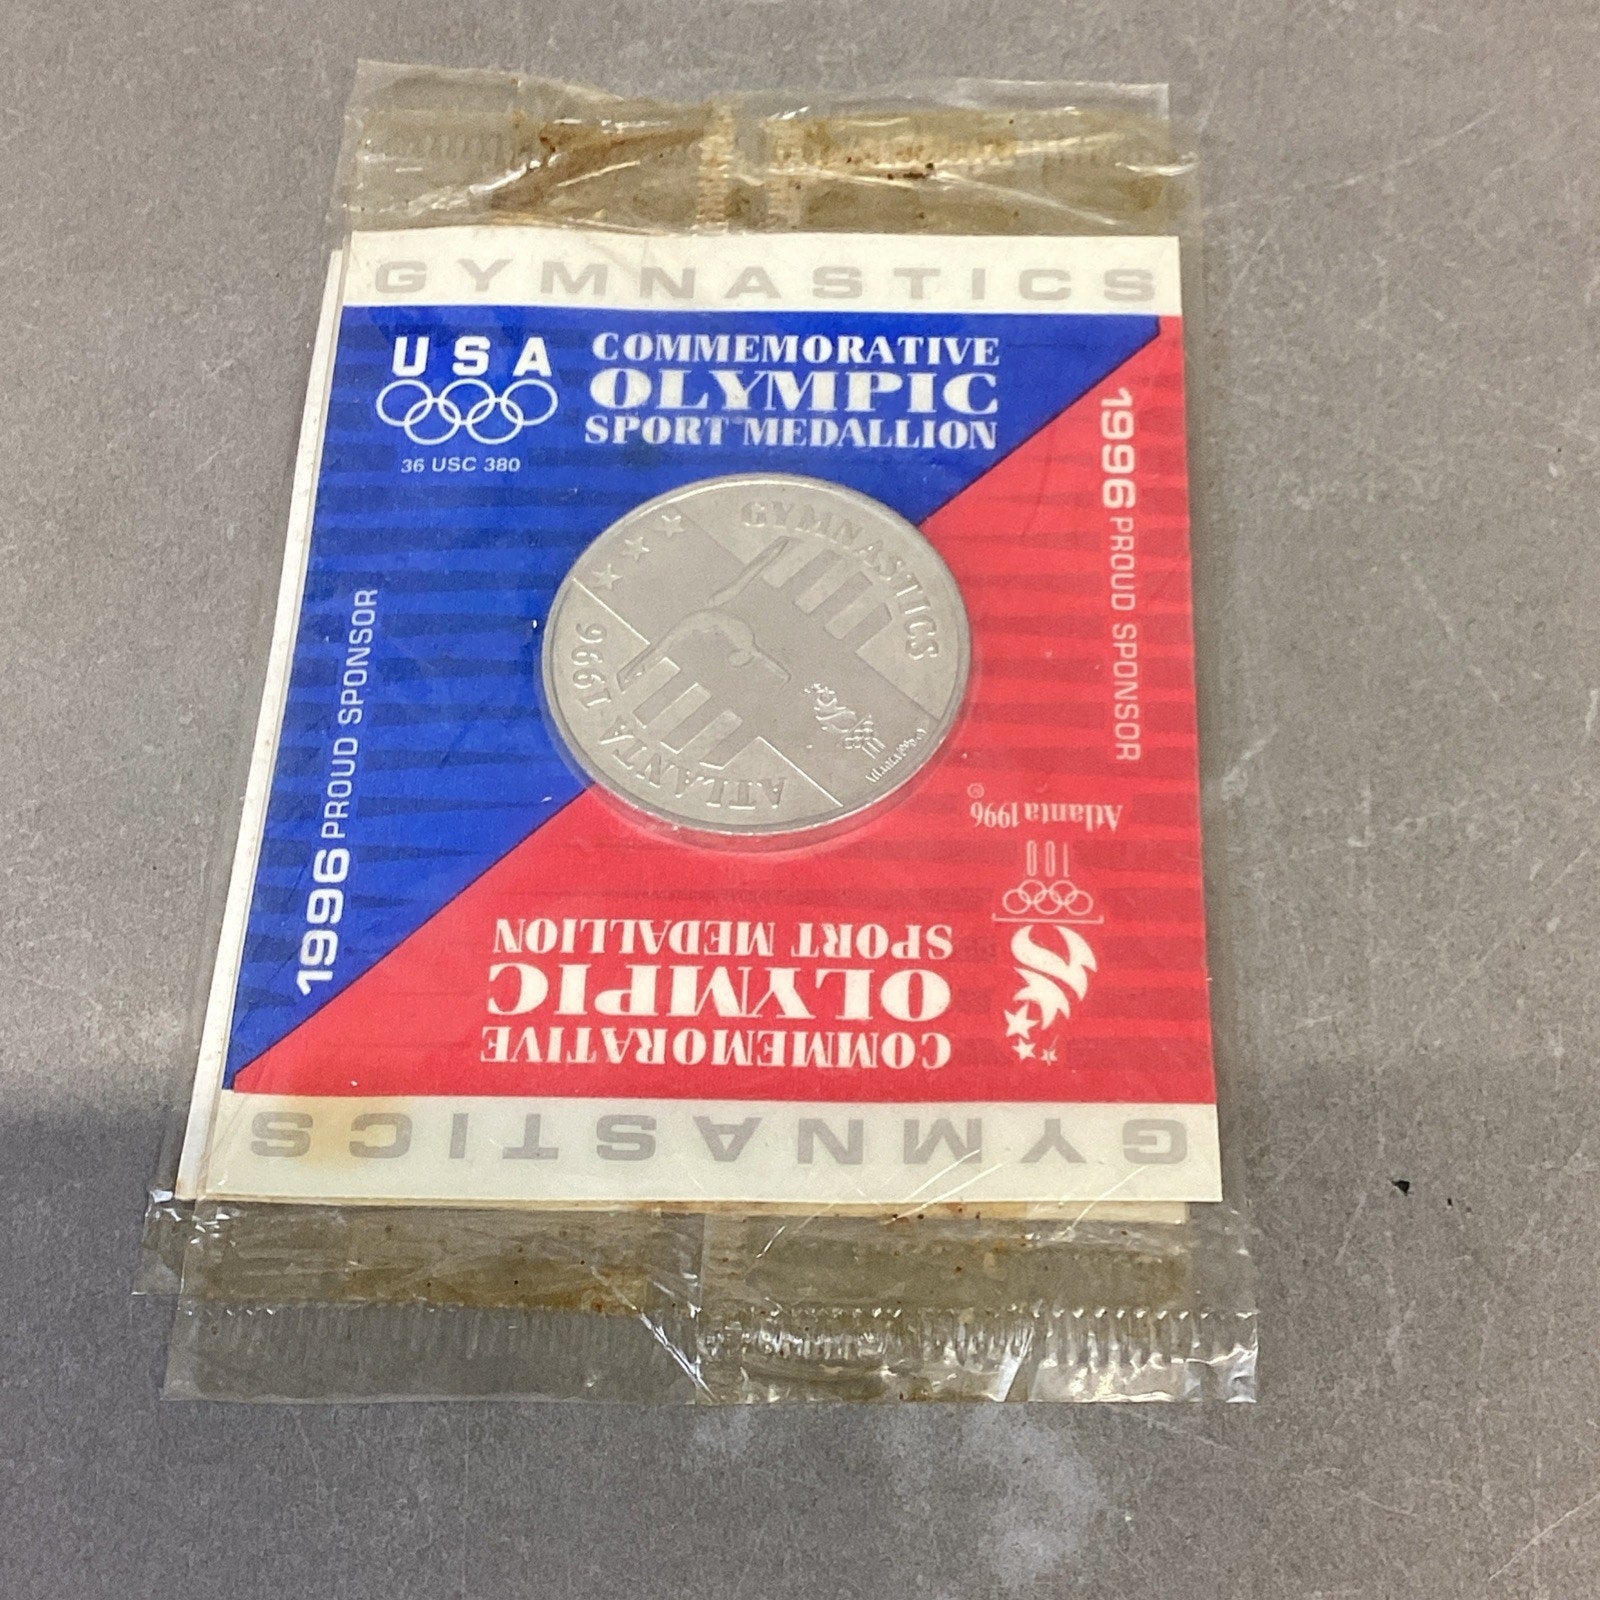 GYMNASTICS
USA
36 USC 380
COMMEMORATIVE
OLYMPIC
SPORT MEDALLION
1996 PROUD SPONSOR
1996 PROUD SPONSOR
GYMNASTICS
ATLANTA 1996
Atlanta 1996
©
100
COMMEMORATIVE
OLYMPIC
SPORT MEDALLION
GYMNASTICS